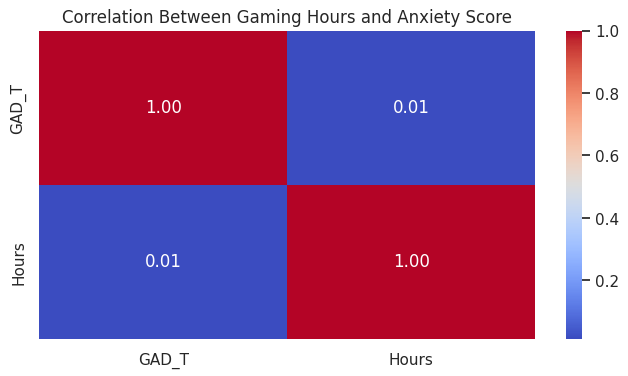 Correlation Between Gaming Hours and Anxiety Score
GAD_T
1.00
0.01
Hours
0.01
1.00
GAD_T
Hours
1.0
0.8
0.6
0.4
0.2